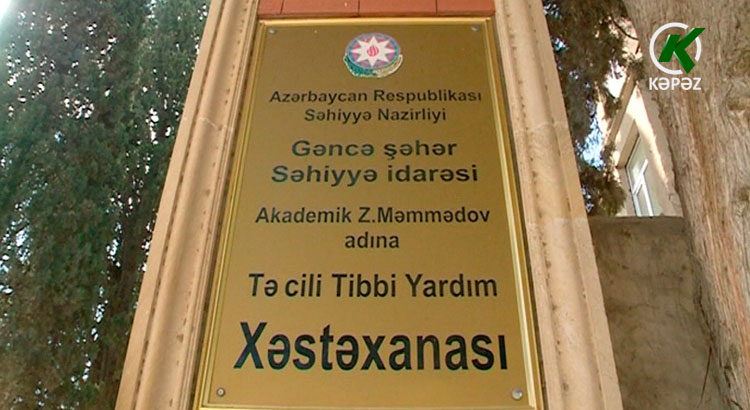 Azərbaycan Respublikası
Səhiyyə Nazirliyi
Gəncə şəhər
Səhiyyə idarəsi
Akademik Z.Məmmədov
adına
Tə cili Tibbi Yardım
Xəstəxanası
K
KƏPƏZ